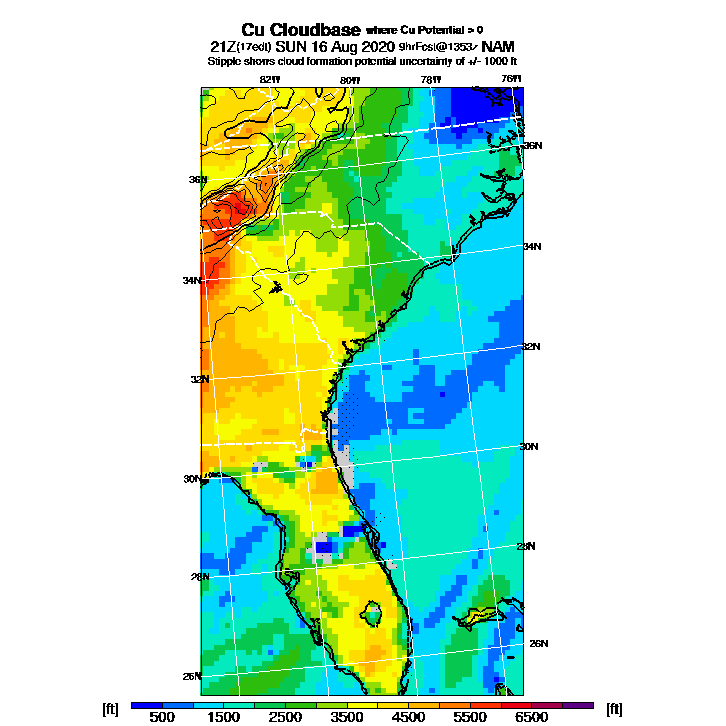 Cu Cloudbase where Cu Potential > 0
21Z(17edt) SUN 16 Aug 2020 9hrFcst@1353z NAM
Stipple shows cloud formation potential uncertainty of +/- 1000 ft
82W 80W 78W 76W
36N
36N
34N
34N
32N
32N
30N
30N
28N
28N
26N
26N
[ft] [ft]
500 1500 2500 3500 4500 5500 6500